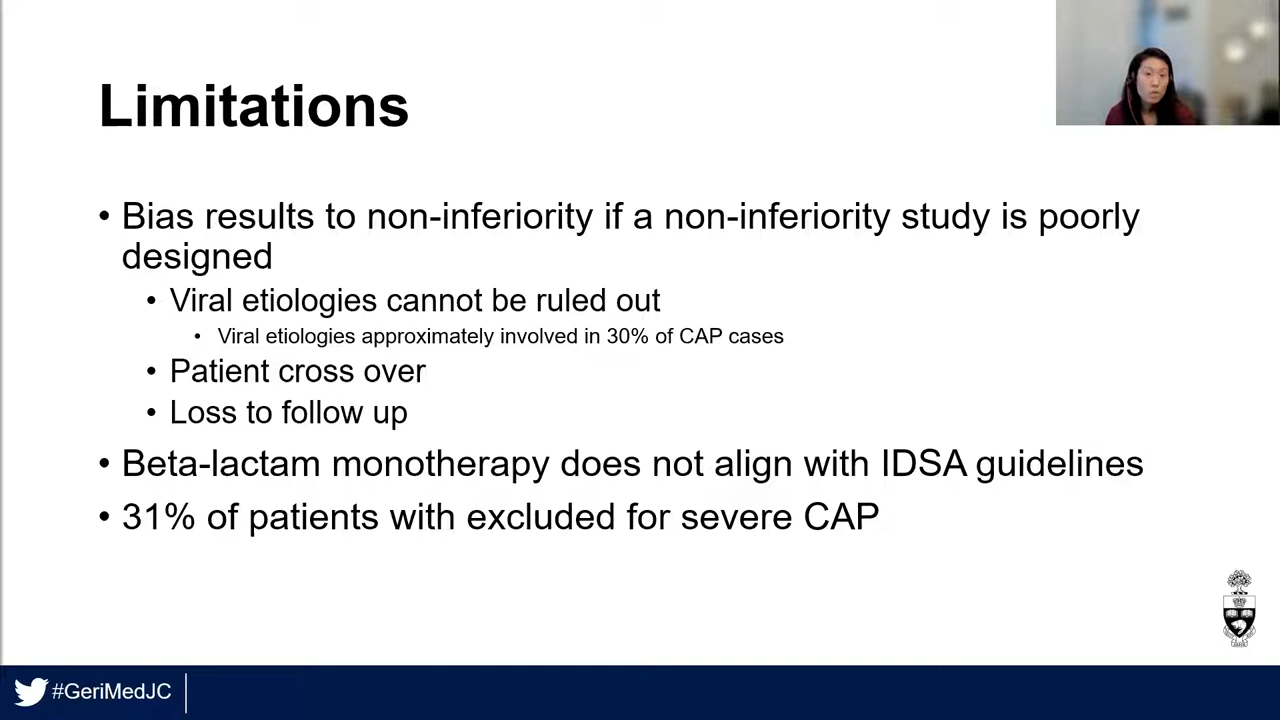 Limitations
• Bias results to non-inferiority if a non-inferiority study is poorly
designed
• Viral etiologies cannot be ruled out
• Viral etiologies approximately involved in 30% of CAP cases
• Patient cross over
• Loss to follow up
• Beta-lactam monotherapy does not align with IDSA guidelines
• 31% of patients with excluded for severe CAP
#GeriMedJC